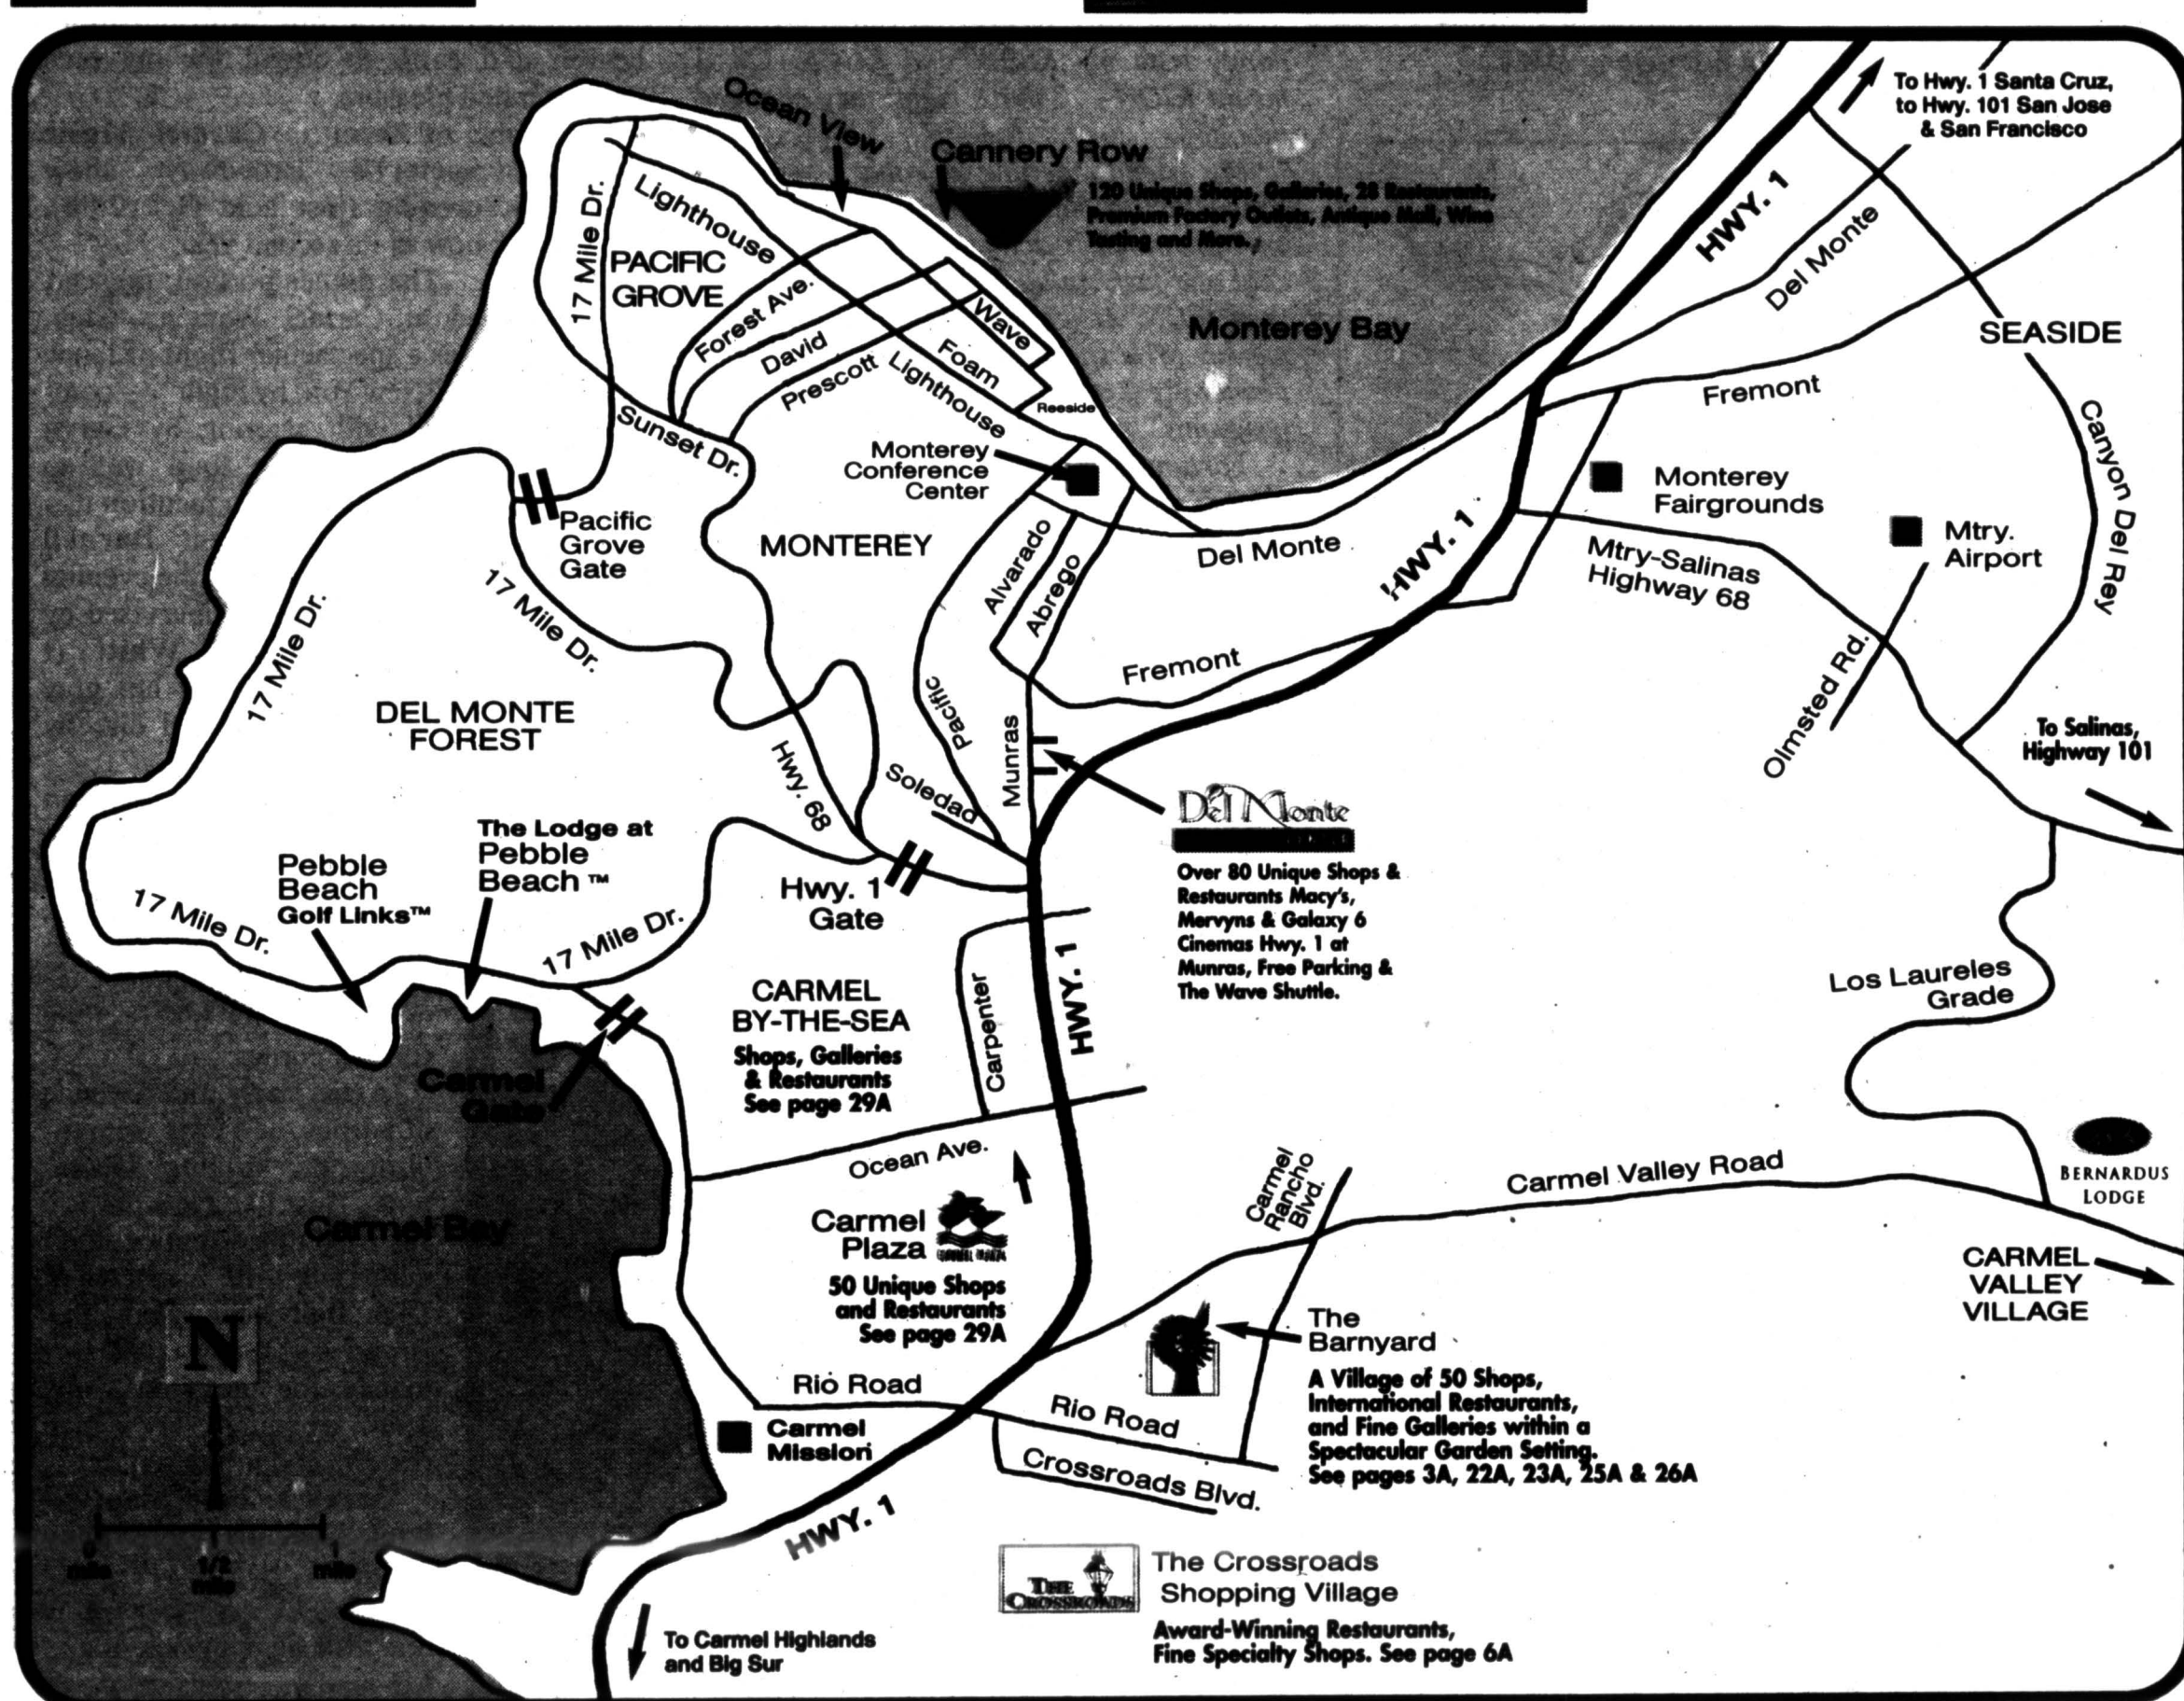 To Hwy. 1 Santa Cruz,
to Hwy. 101 San Jose
& San Francisco
Ocean View
Cannery Row
120 Unique Shops, Galleries, 28 Restaurants,
Premium Factory Outlets, Antique Mall, Wine
Tasting and More.
HWY. 1
Del Monte
17 Mile Dr.
Lighthouse
PACIFIC
GROVE
Forest Ave.
David
Prescott
Wave
Foam
Lighthouse
Reeside
Monterey Bay
SEASIDE
Fremont
Canyon Del Rey
Sunset Dr.
Monterey
Conference
Center
Monterey
Fairgrounds
Mtry.
Airport
Pacific
Grove
Gate
MONTEREY
Alvarado
Abrego
Del Monte
HWY. 1
Mtry-Salinas
Highway 68
17 Mile Dr.
17 Mile Dr.
Fremont
Olmsted Rd.
DEL MONTE
FOREST
Pacific
Munras
To Salinas,
Highway 101
Hwy. 68
Soledad
Del Monte
Over 80 Unique Shops &
Restaurants Macy's,
Mervyns & Galaxy 6
Cinemas Hwy. 1 at
Munras, Free Parking &
The Wave Shuttle.
The Lodge at
Pebble
Beach ™
Pebble
Beach
Golf Links™
17 Mile Dr.
17 Mile Dr.
Hwy. 1
Gate
CARMEL
BY-THE-SEA
Shops, Galleries
& Restaurants
See page 29A
Carpenter
HWY. 1
Los Laureles
Grade
Carmel
Gate
Ocean Ave.
Carmel
Rancho
Blvd.
Carmel Valley Road
BERNARDUS
LODGE
Carmel Bay
Carmel
Plaza
50 Unique Shops
and Restaurants
See page 29A
CARMEL
VALLEY
VILLAGE
N
The
Barnyard
A Village of 50 Shops,
International Restaurants,
and Fine Galleries within a
Spectacular Garden Setting.
See pages 3A, 22A, 23A, 25A & 26A
Rio Road
Rio Road
Carmel
Mission
Crossroads Blvd.
HWY. 1
0
mile
1/2
mile
1
mile
THE
CROSSROADS
The Crossroads
Shopping Village
Award-Winning Restaurants,
Fine Specialty Shops. See page 6A
To Carmel Highlands
and Big Sur